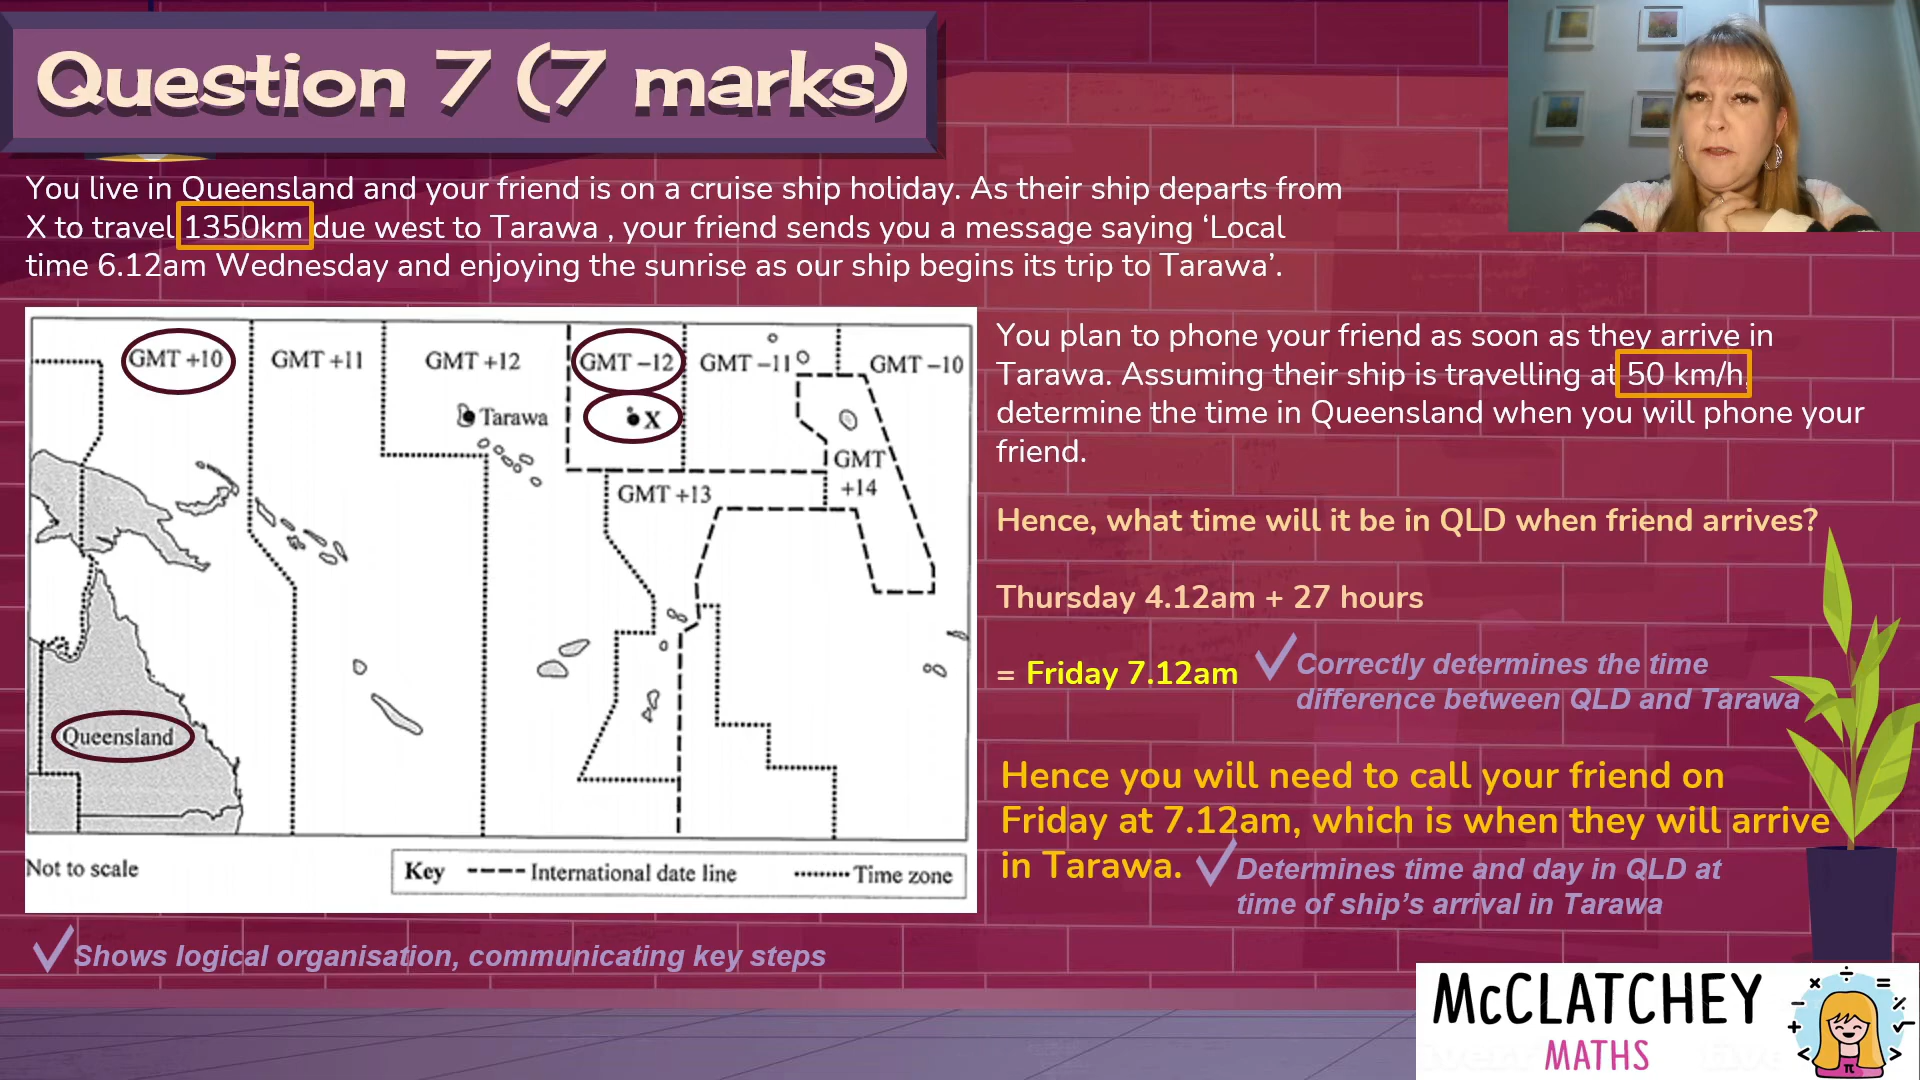 Question 7 (7 marks)
You live in Queensland and your friend is on a cruise ship holiday. As their ship departs from
X to travel 1350km due west to Tarawa , your friend sends you a message saying ‘Local
time 6.12am Wednesday and enjoying the sunrise as our ship begins its trip to Tarawa’.
GMT +10 GMT +11 GMT +12 GMT −12 GMT −11 GMT −10
Tarawa X
GMT
+14
GMT +13
Queensland
Not to scale
Key International date line Time zone
You plan to phone your friend as soon as they arrive in
Tarawa. Assuming their ship is travelling at 50 km/h,
determine the time in Queensland when you will phone your
friend.
Hence, what time will it be in QLD when friend arrives?
Thursday 4.12am + 27 hours
= Friday 7.12am
Correctly determines the time
difference between QLD and Tarawa
Hence you will need to call your friend on
Friday at 7.12am, which is when they will arrive
in Tarawa.
Determines time and day in QLD at
time of ship’s arrival in Tarawa
Shows logical organisation, communicating key steps
McCLATCHEY
MATHS